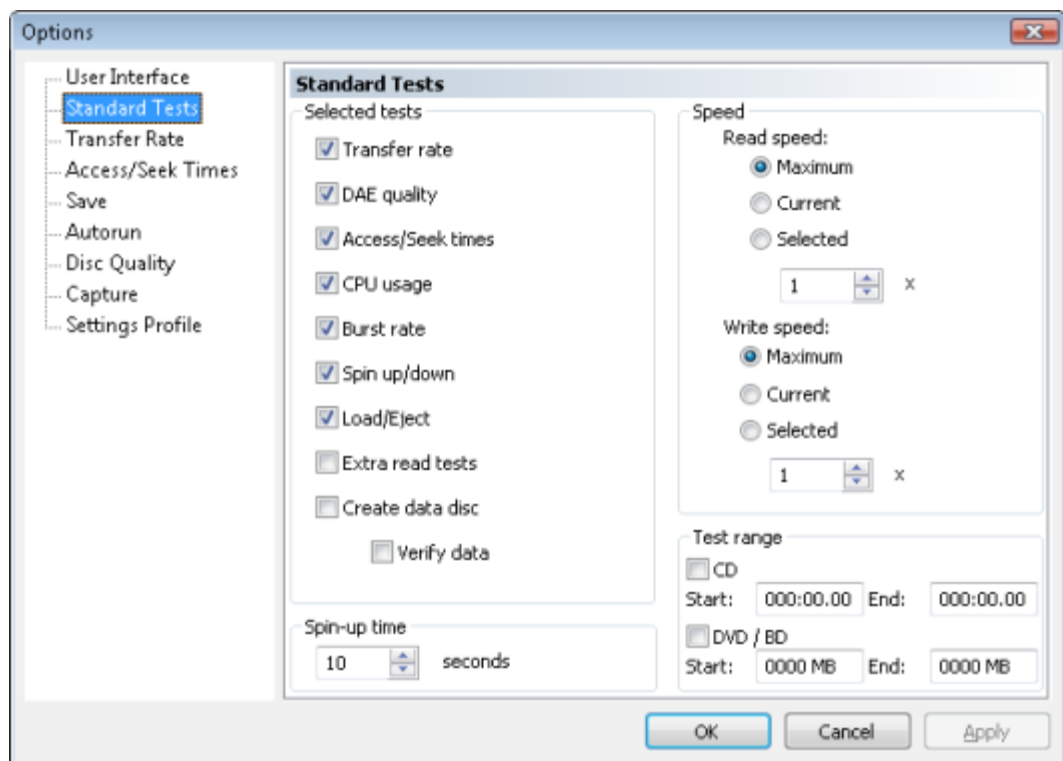 Options
User Interface
Standard Tests
Transfer Rate
Access/Seek Times
Save
Autorun
Disc Quality
Capture
Settings Profile
Standard Tests
Selected tests
Transfer rate
DAE quality
Access/Seek times
CPU usage
Burst rate
Spin up/down
Load/Eject
Extra read tests
Create data disc
Verify data
Spin-up time
10 seconds
Speed
Read speed:
Maximum
Current
Selected
1 x
Write speed:
Maximum
Current
Selected
1 x
Test range
CD
Start: 000:00.00 End: 000:00.00
DVD / BD
Start: 0000 MB End: 0000 MB
OK Cancel Apply